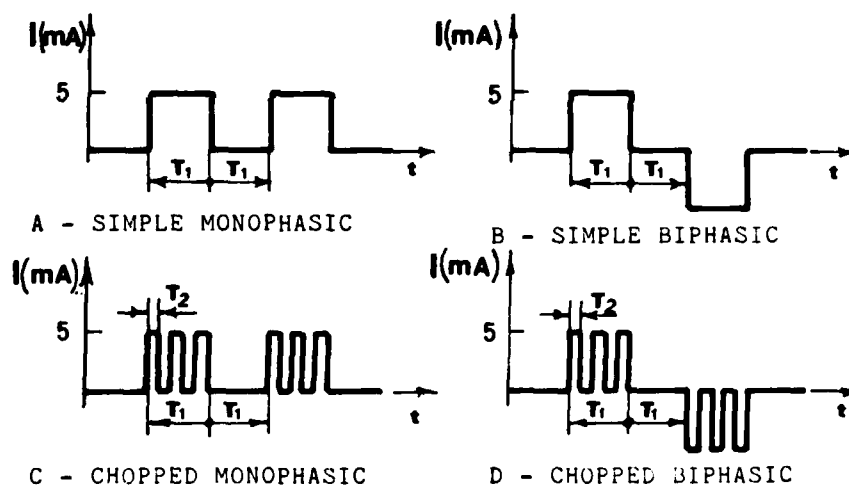 I(mA)
5
T₁ T₁
t
A - SIMPLE MONOPHASIC
I(mA)
5
T₁ T₁
t
B - SIMPLE BIPHASIC
I(mA)
T₂
5
T₁ T₁
t
C - CHOPPED MONOPHASIC
I(mA)
T₂
5
T₁ T₁
t
D - CHOPPED BIPHASIC